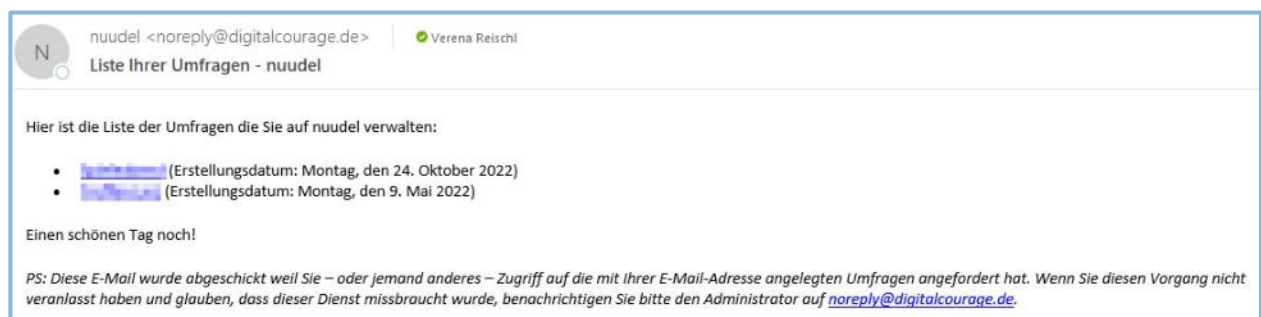 N
nuudel <noreply@digitalcourage.de>
Verena Reischl
Liste Ihrer Umfragen - nuudel
Hier ist die Liste der Umfragen die Sie auf nuudel verwalten:
• (Erstellungsdatum: Montag, den 24. Oktober 2022)
• (Erstellungsdatum: Montag, den 9. Mai 2022)
Einen schönen Tag noch!
PS: Diese E-Mail wurde abgeschickt weil Sie – oder jemand anderes – Zugriff auf die mit Ihrer E-Mail-Adresse angelegten Umfragen angefordert hat. Wenn Sie diesen Vorgang nicht
veranlasst haben und glauben, dass dieser Dienst missbraucht wurde, benachrichtigen Sie bitte den Administrator auf noreply@digitalcourage.de.